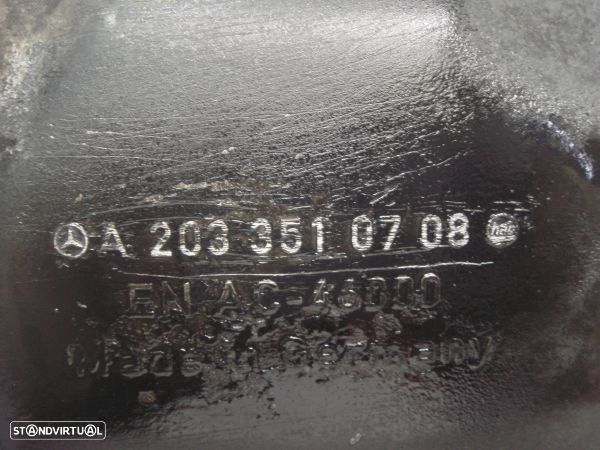 A 203 351 07 08
EN AC-46000
Made in Germany
STANDVIRTUAL